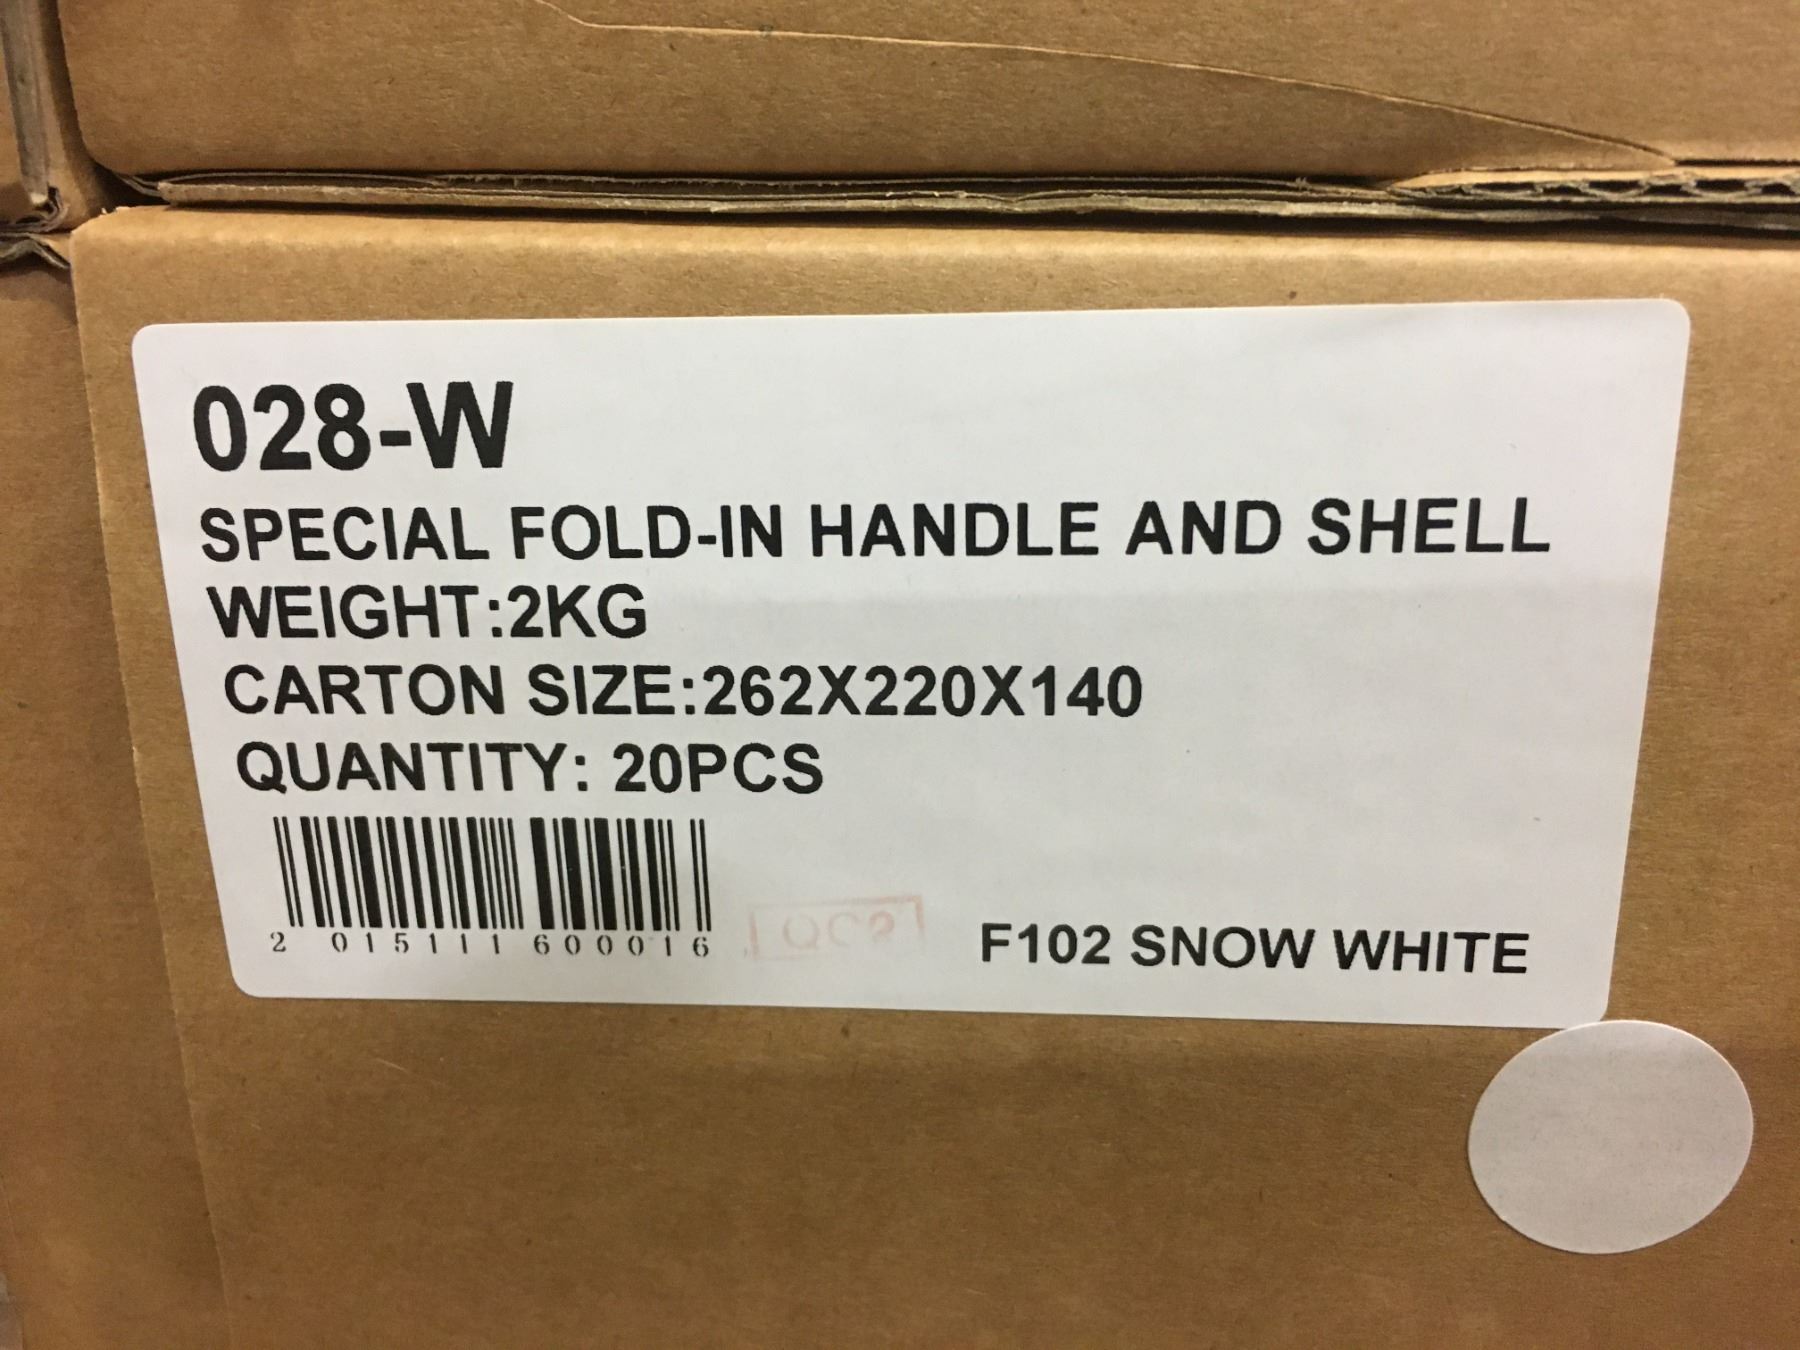 028-W
SPECIAL FOLD-IN HANDLE AND SHELL
WEIGHT:2KG
CARTON SIZE:262X220X140
QUANTITY: 20PCS
2 015111 600016
F102 SNOW WHITE